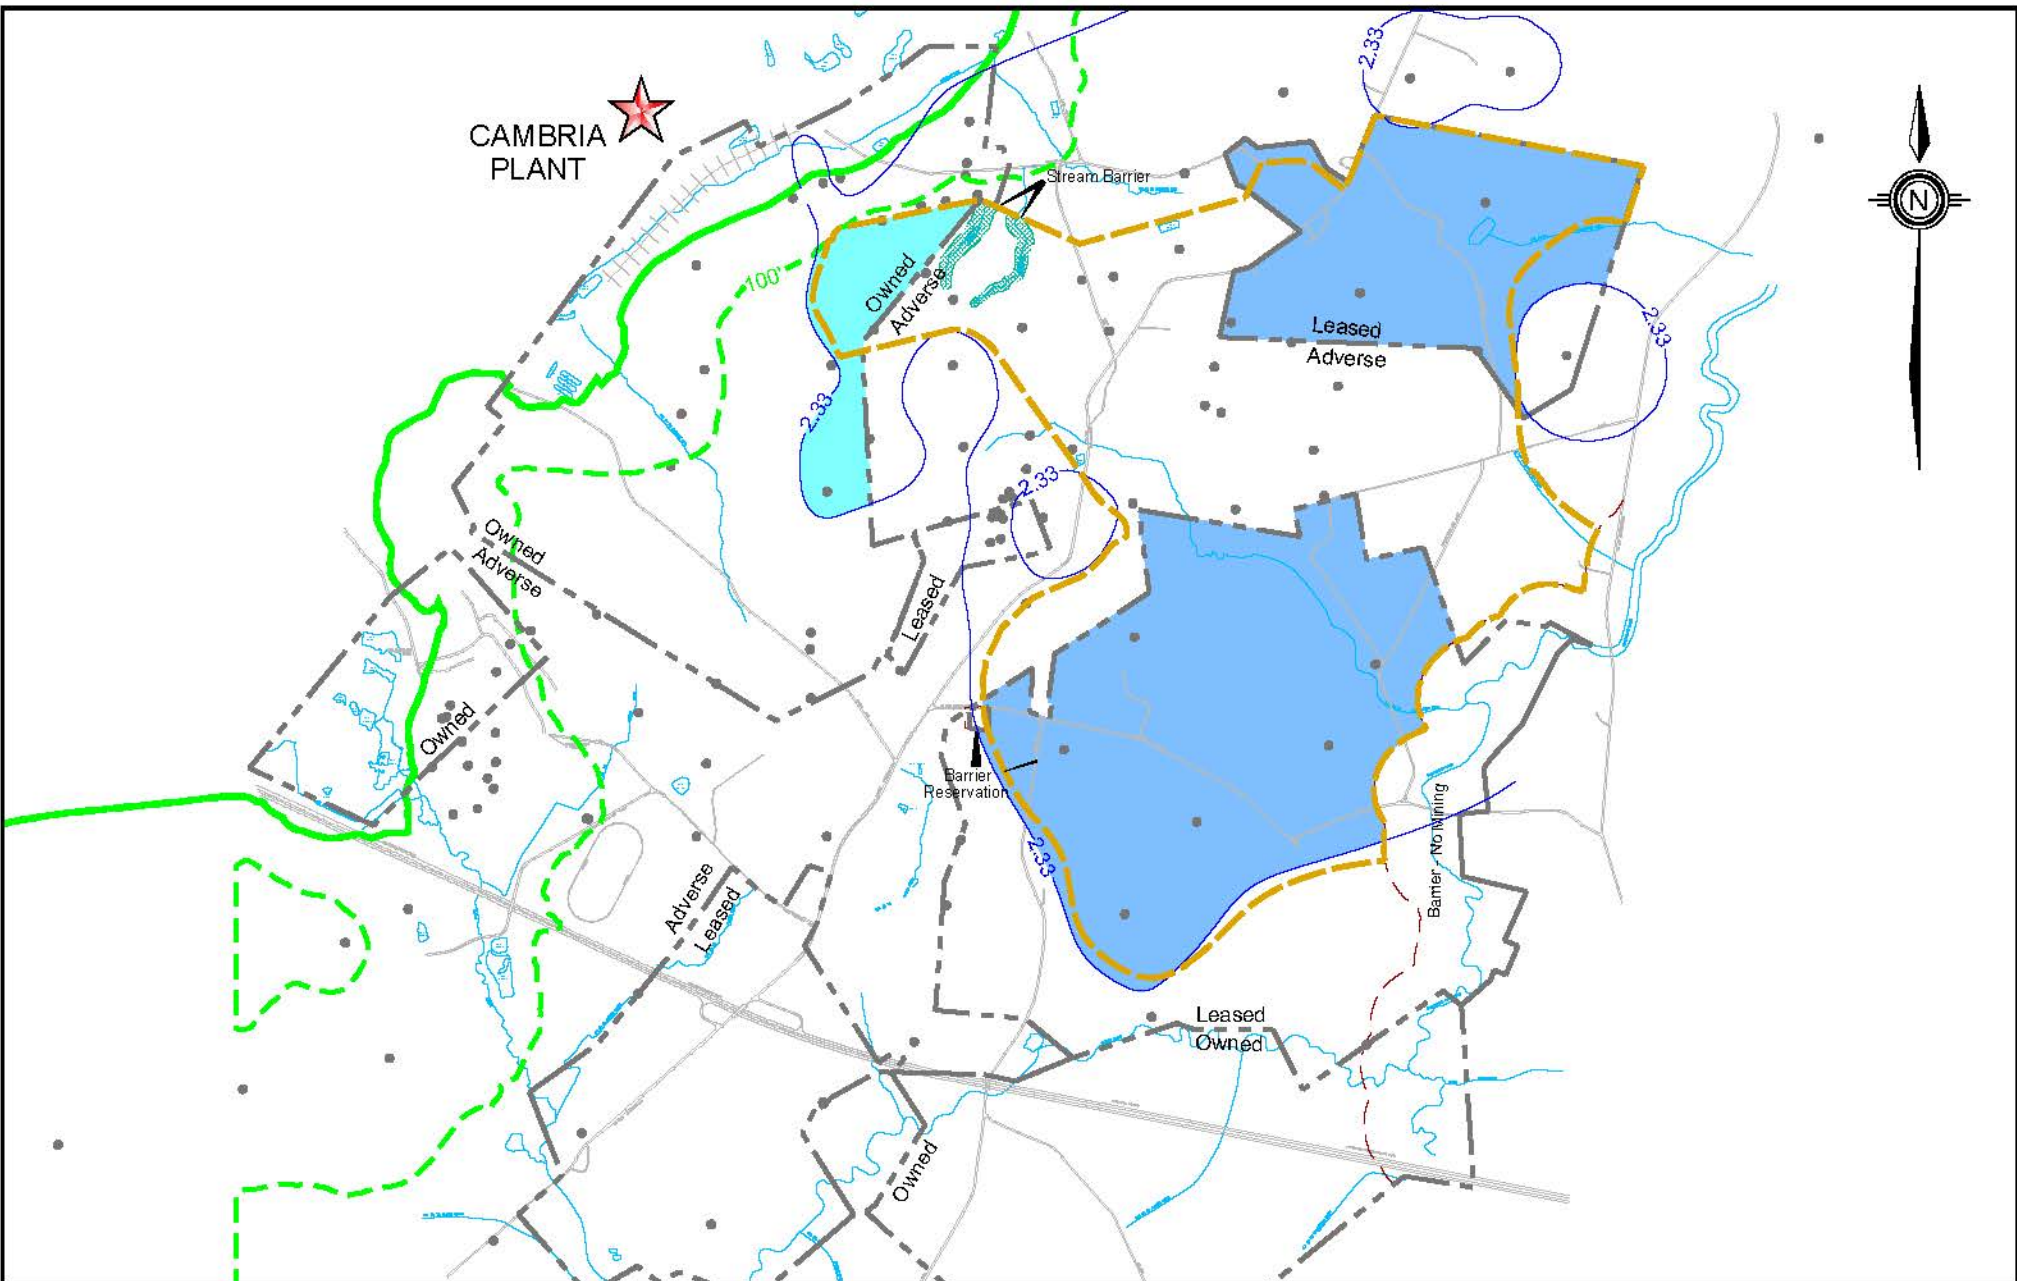 2.33
CAMBRIA
PLANT
Stream Barrier
N
100'
Owned
Adverse
2.33
Leased
Adverse
2.33
2.33
Owned
Adverse
Leased
Owned
Barrier
Reservation
2.33
Barrier - No Mining
Adverse
Leased
Leased
Owned
Owned